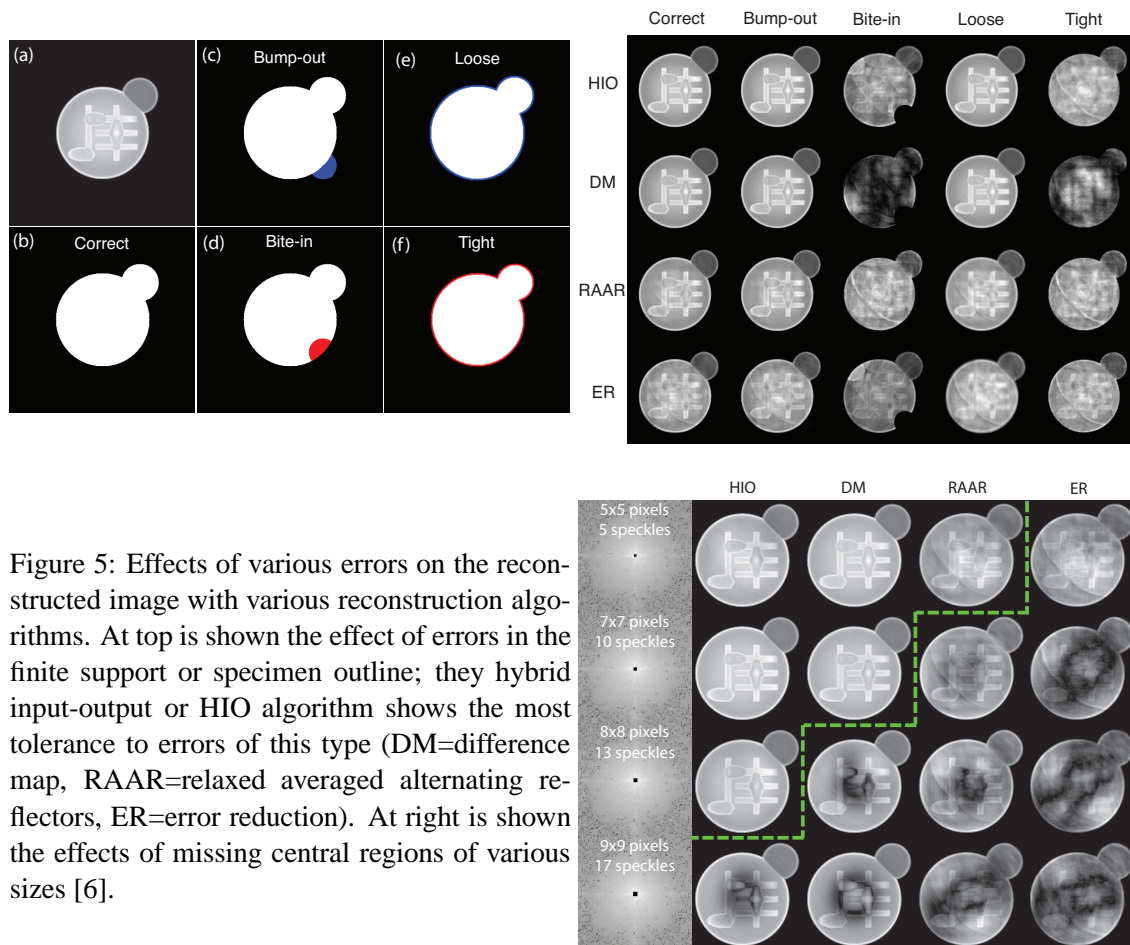 (a)
(c)
Bump-out
(e)
Loose
(b)
Correct
(d)
Bite-in
(f)
Tight
Correct Bump-out Bite-in Loose Tight
HIO
DM
RAAR
ER
Figure 5: Effects of various errors on the recon-
structed image with various reconstruction algo-
rithms. At top is shown the effect of errors in the
finite support or specimen outline; they hybrid
input-output or HIO algorithm shows the most
tolerance to errors of this type (DM=difference
map, RAAR=relaxed averaged alternating re-
flectors, ER=error reduction). At right is shown
the effects of missing central regions of various
sizes [6].
HIO DM RAAR ER
5x5 pixels
5 speckles
7x7 pixels
10 speckles
8x8 pixels
13 speckles
9x9 pixels
17 speckles